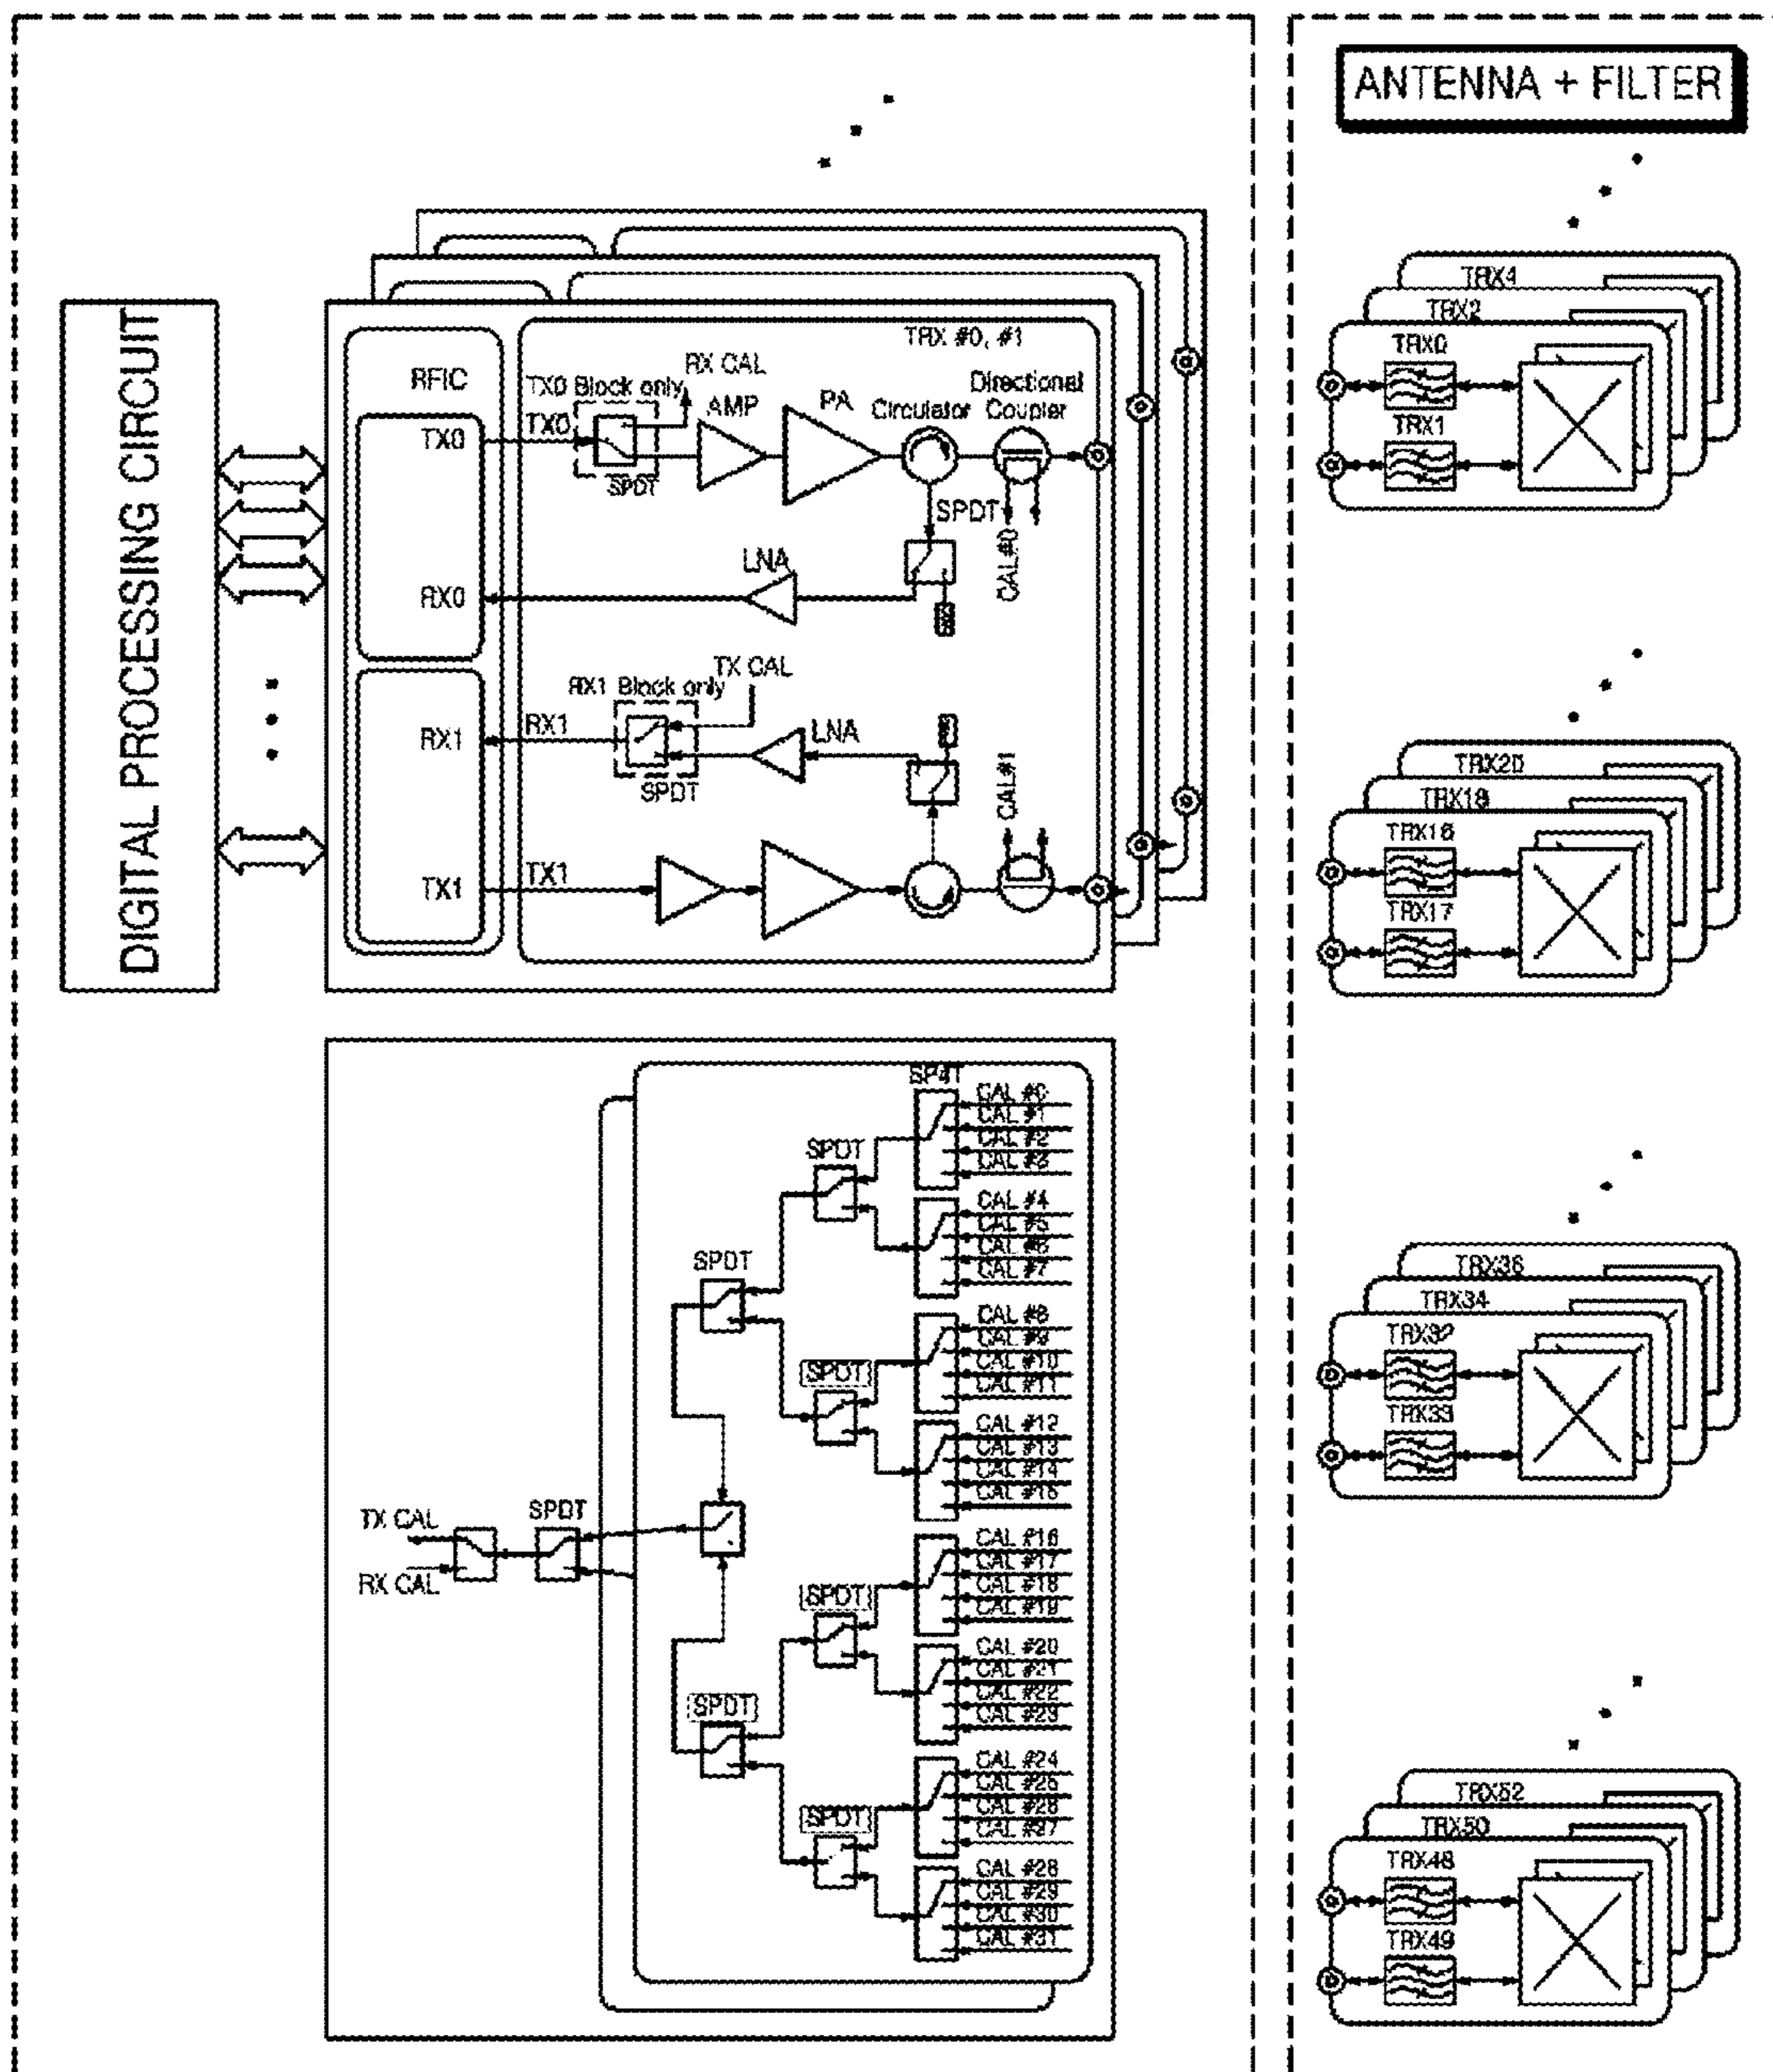 ANTENNA + FILTER
DIGITAL PROCESSING CIRCUIT
RFIC
TX0
RX0
RX1
TX1
TRX #0, #1
TX0 Block only
TX0
SPDT
RX CAL
AMP
PA
Circulator
Directional
Coupler
SPDT
CAL#0
LNA
TX CAL
RX1 Block only
RX1
SPDT
LNA
CAL#1
TX1
TRX4
TRX2
TRX0
TRX1
TRX20
TRX18
TRX16
TRX17
TRX36
TRX34
TRX32
TRX33
TRX52
TRX50
TRX48
TRX49
SP4T
CAL #0
CAL #1
CAL #2
CAL #3
SPDT
CAL #4
CAL #5
CAL #6
CAL #7
SPDT
CAL #8
CAL #9
CAL #10
CAL #11
SPDT
CAL #12
CAL #13
CAL #14
CAL #15
TX CAL
RX CAL
SPDT
CAL #16
CAL #17
CAL #18
CAL #19
SPDT
CAL #20
CAL #21
CAL #22
CAL #23
SPDT
CAL #24
CAL #25
CAL #26
CAL #27
SPDT
CAL #28
CAL #29
CAL #30
CAL #31